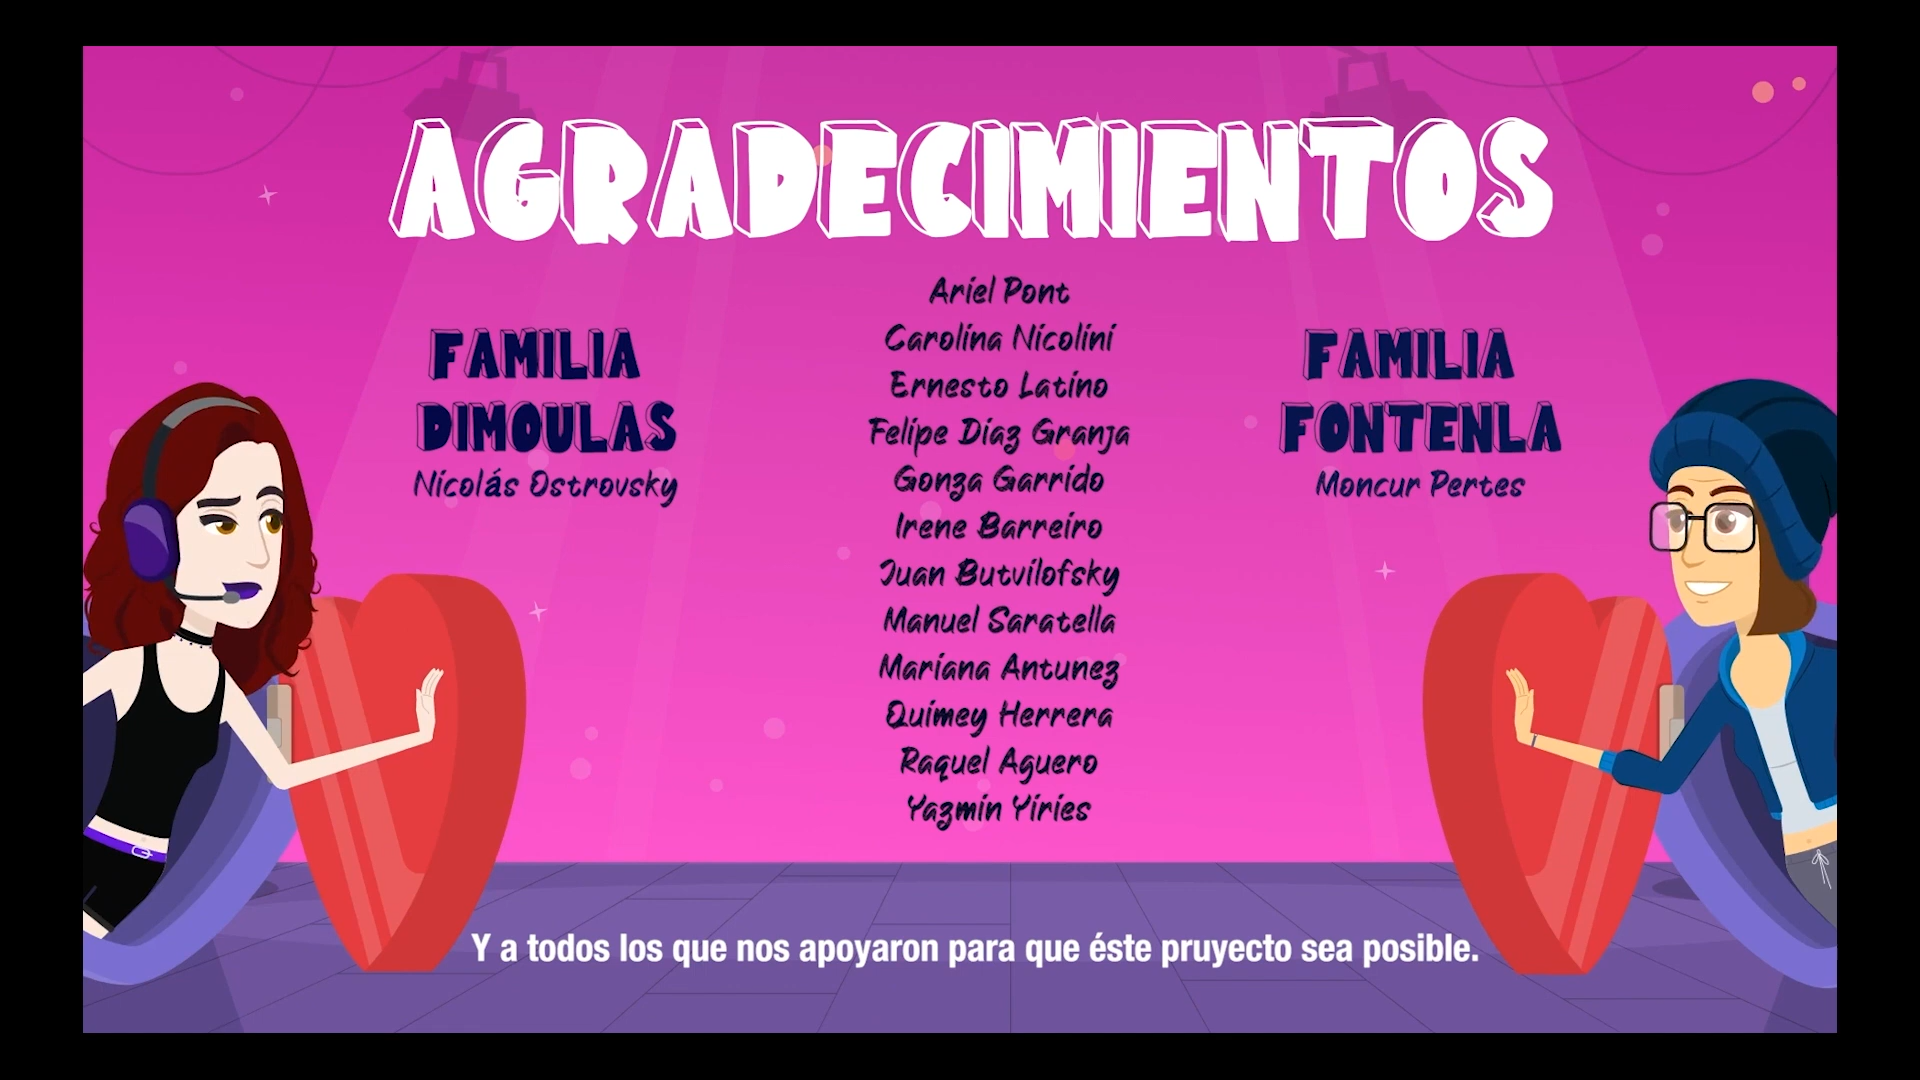 AGRADECIMIENTOS
FAMILIA
DIMOULAS
Nicolás Ostrovsky
Ariel Pont
Carolina Nicolini
Ernesto Latino
Felipe Diaz Granja
Gonza Garrido
Irene Barreiro
Juan Butvilofsky
Manuel Saratella
Mariana Antunez
Quimey Herrera
Raquel Aguero
Yazmin Yiries
FAMILIA
FONTENLA
Moncur Pertes
Y a todos los que nos apoyaron para que éste pruyecto sea posible.